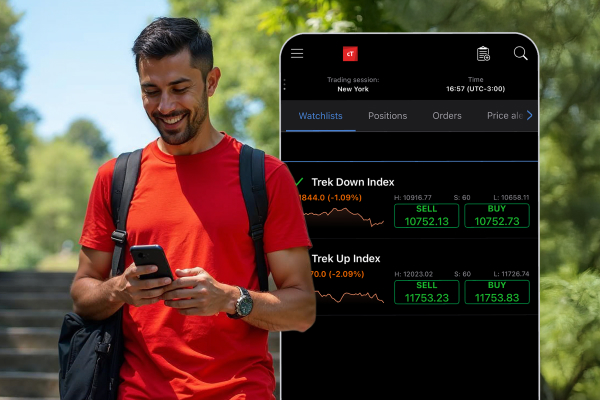 cT
Trading session:
New York
Time
16:57 (UTC-3:00)
Watchlists Positions Orders Price
Trek Down Index
1844.0 (-1.09%)
H: 10916.77 S: 60 L: 10658.11
SELL
10752.13
BUY
10752.73
Trek Up Index
70.0 (-2.09%)
H: 12023.02 S: 60 L: 11726.74
SELL
11753.23
BUY
11753.83